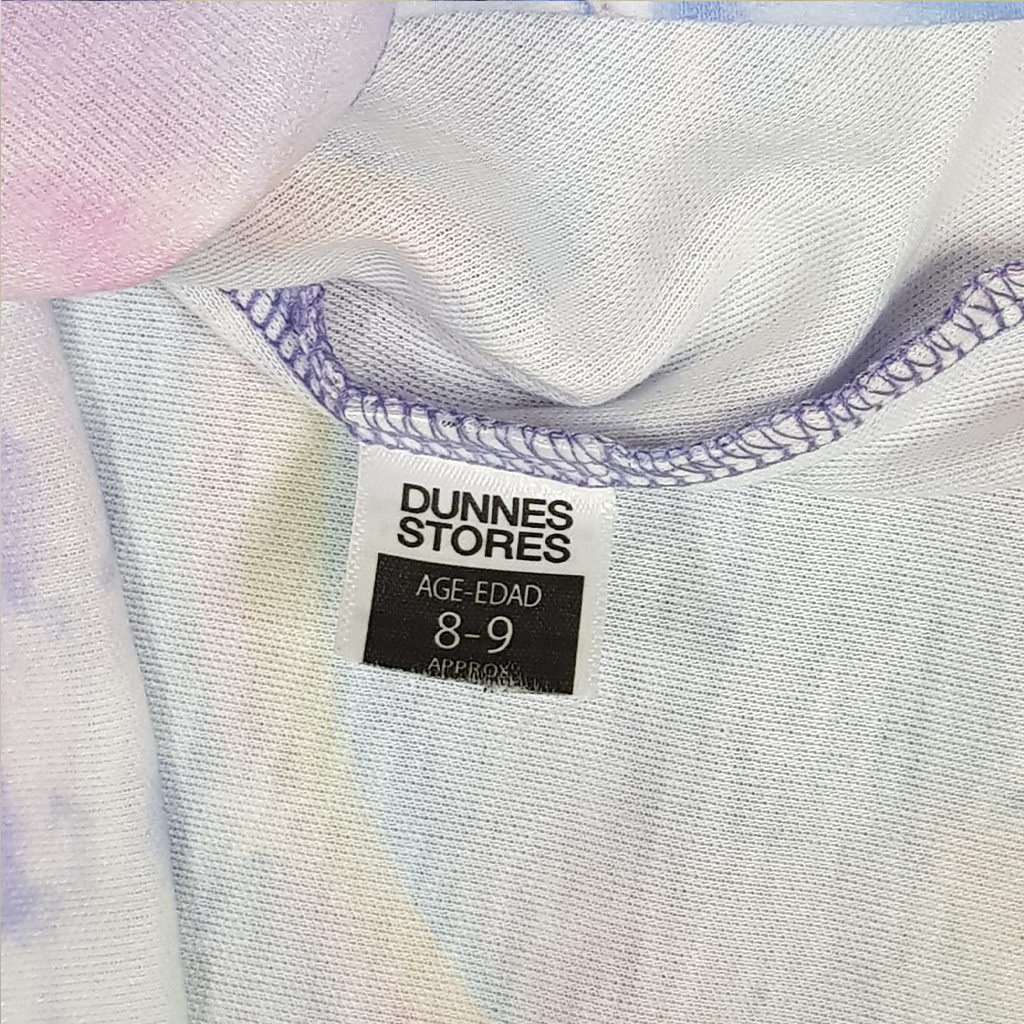 DUNNES
STORES
AGE-EDAD
8-9
APPROX.